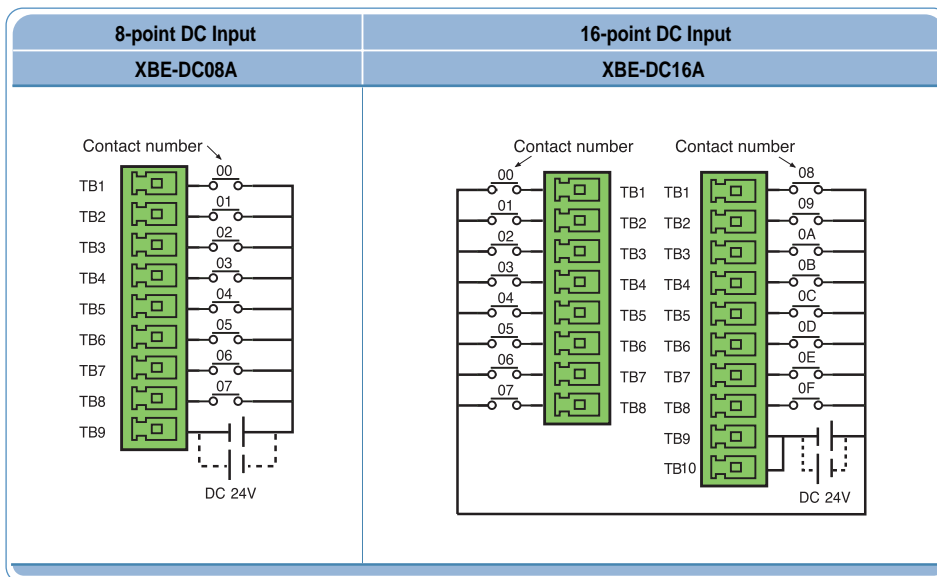 8-point DC Input
16-point DC Input
XBE-DC08A
XBE-DC16A
Contact number
00
TB1
01
TB2
02
TB3
03
TB4
04
TB5
05
TB6
06
TB7
07
TB8
TB9
DC 24V
Contact number
00
TB1
01
TB2
02
TB3
03
TB4
04
TB5
05
TB6
06
TB7
07
TB8
Contact number
08
TB1
09
TB2
0A
TB3
0B
TB4
0C
TB5
0D
TB6
0E
TB7
0F
TB8
TB9
TB10
DC 24V